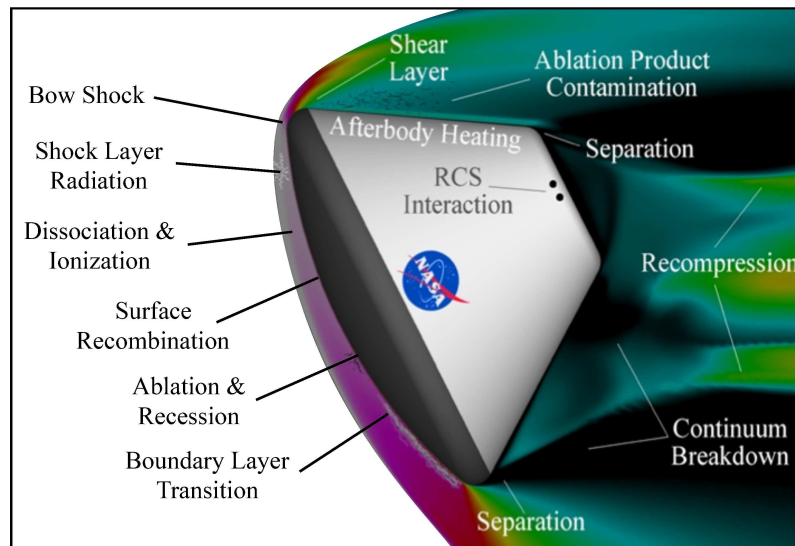 Shear
Layer
Ablation Product
Contamination
Bow Shock
Afterbody Heating
Separation
Shock Layer
Radiation
RCS
Interaction
Dissociation &
Ionization
NASA
Recompression
Surface
Recombination
Ablation &
Recession
Continuum
Breakdown
Boundary Layer
Transition
Separation